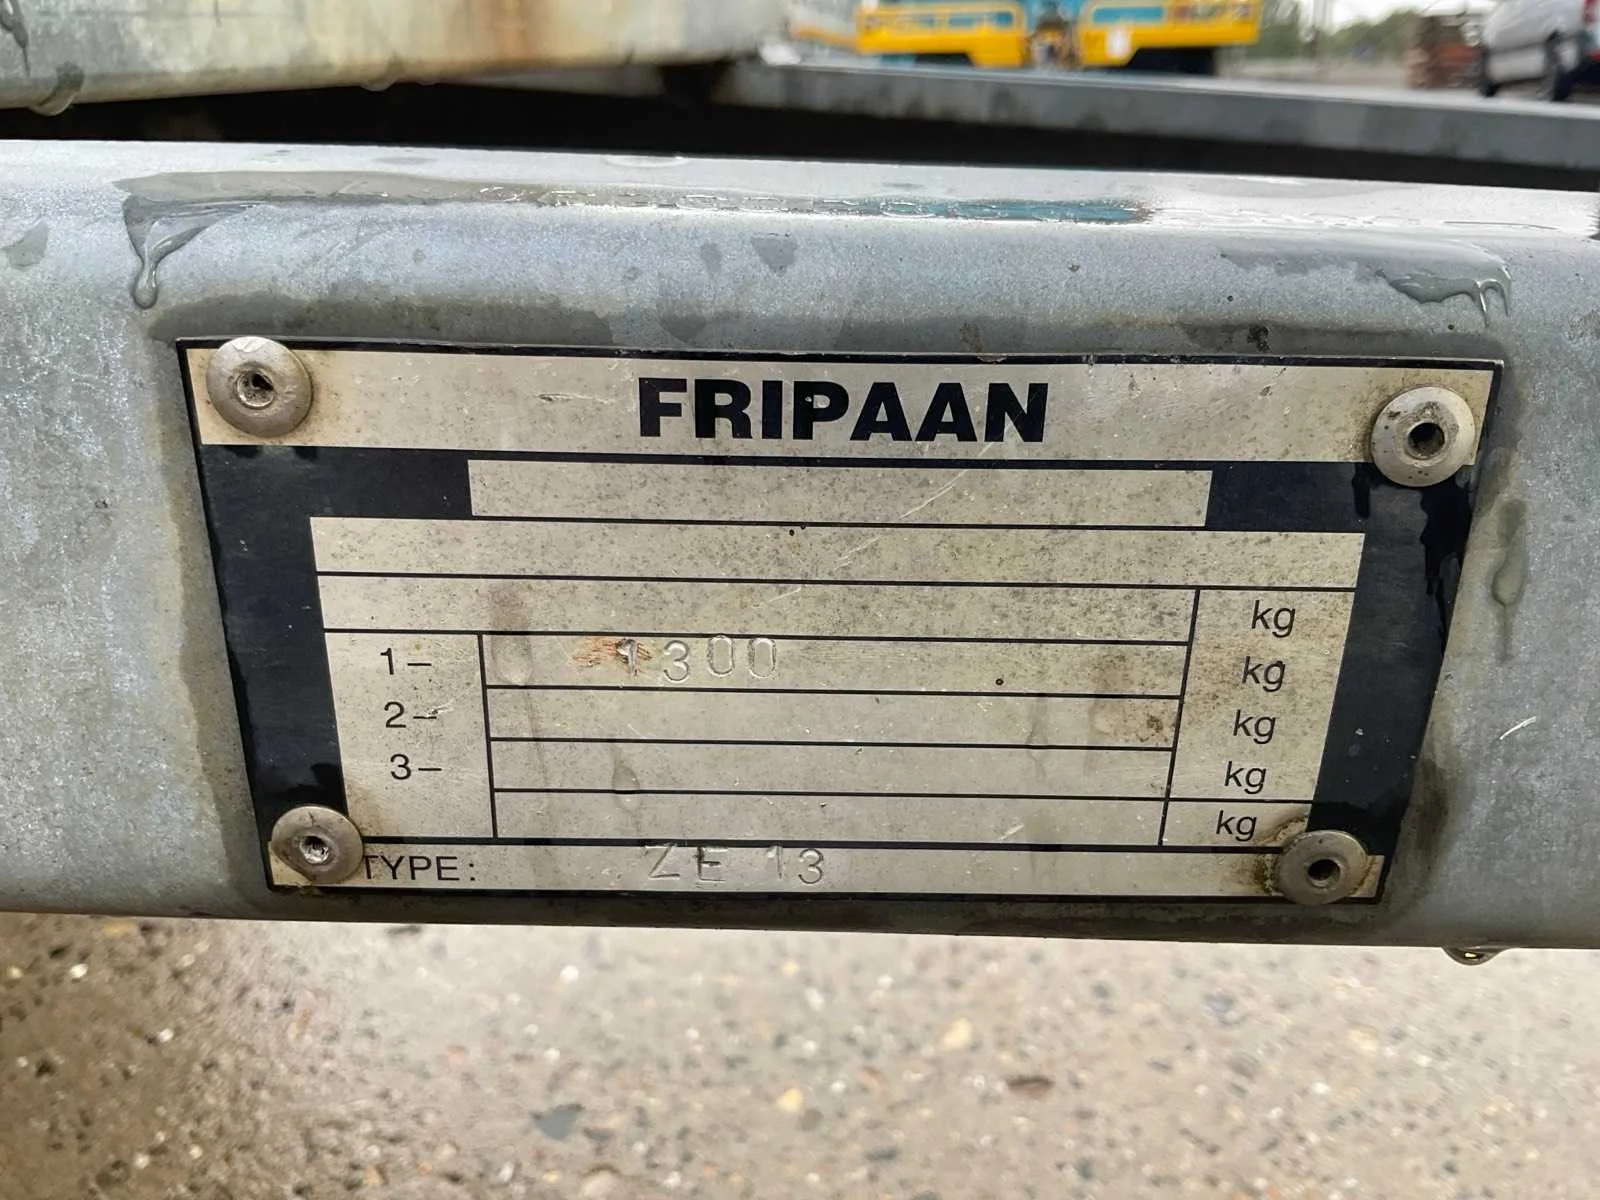 FRIPAAN
kg
1- 1300 kg
2- kg
3- kg
kg
TYPE: ZE 13